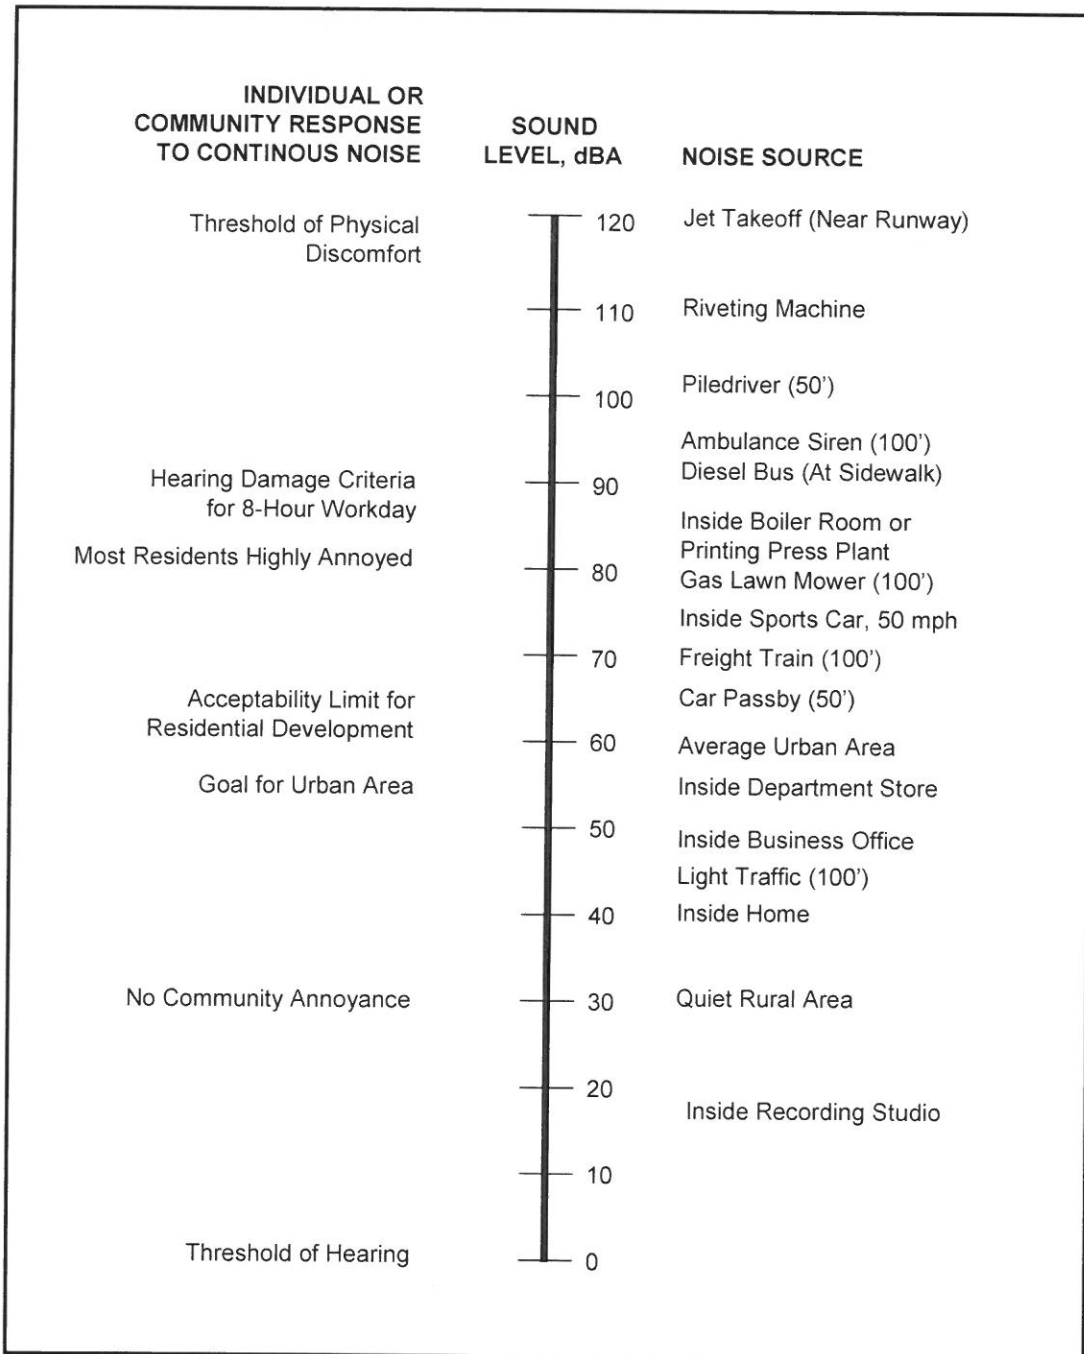 INDIVIDUAL OR
COMMUNITY RESPONSE
TO CONTINOUS NOISE
SOUND
LEVEL, dBA
NOISE SOURCE
Threshold of Physical
Discomfort
120
Jet Takeoff (Near Runway)
110
Riveting Machine
100
Piledriver (50')
Ambulance Siren (100')
Hearing Damage Criteria
for 8-Hour Workday
90
Diesel Bus (At Sidewalk)
Inside Boiler Room or
Printing Press Plant
Most Residents Highly Annoyed
80
Gas Lawn Mower (100')
Inside Sports Car, 50 mph
70
Freight Train (100')
Acceptability Limit for
Residential Development
Car Passby (50')
60
Average Urban Area
Goal for Urban Area
Inside Department Store
50
Inside Business Office
Light Traffic (100')
40
Inside Home
No Community Annoyance
30
Quiet Rural Area
20
Inside Recording Studio
10
Threshold of Hearing
0